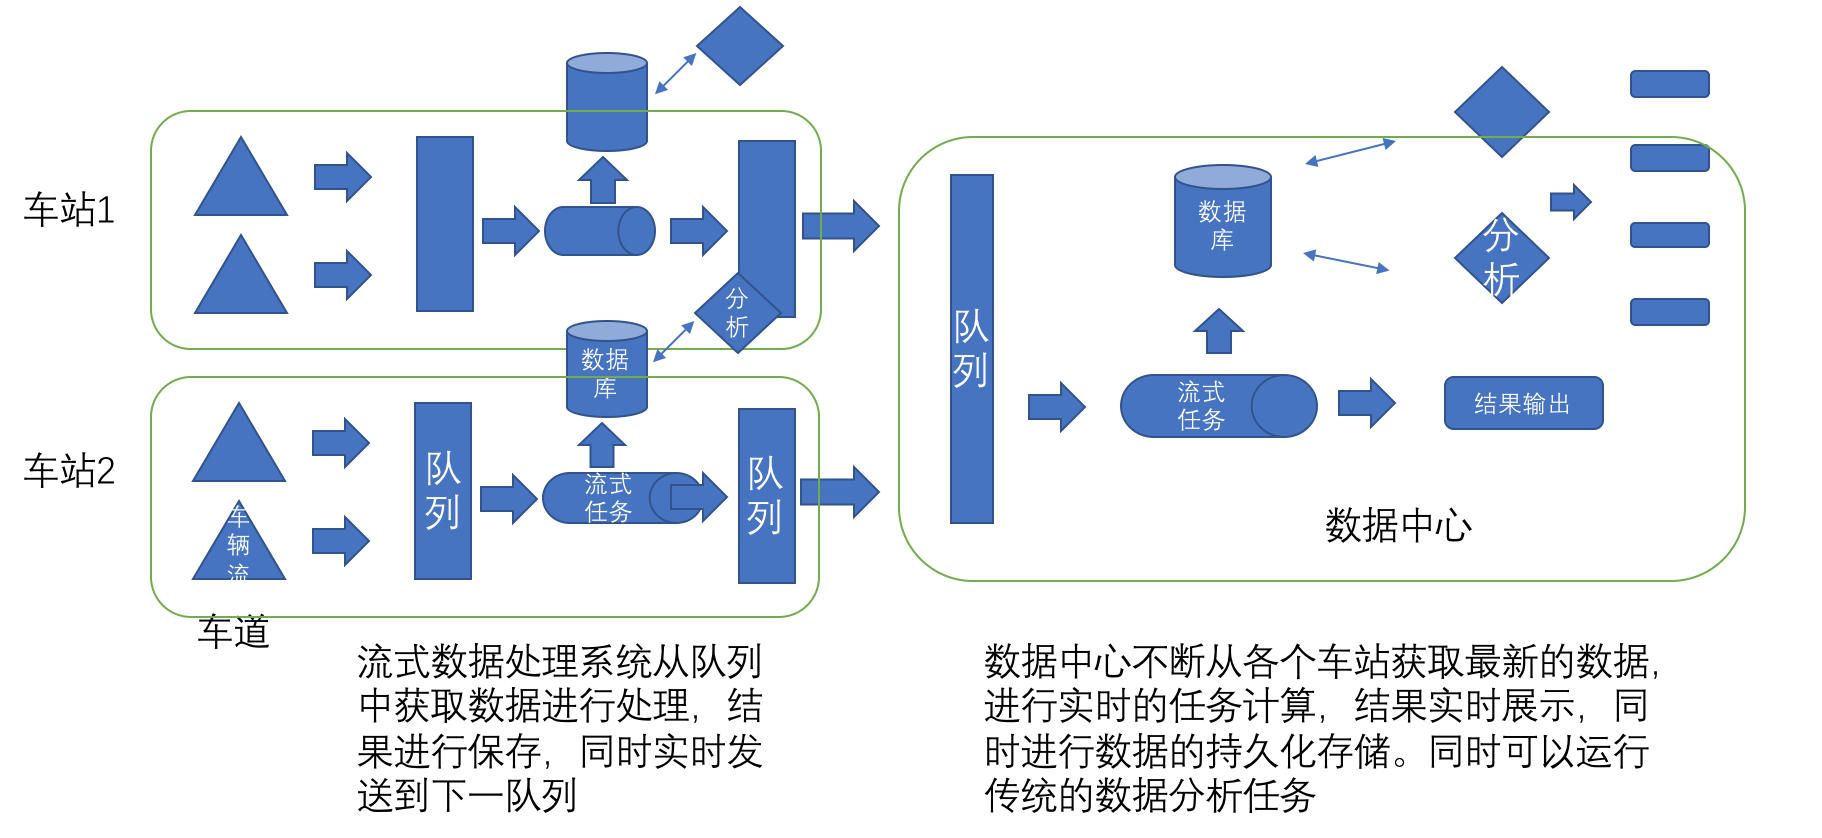 车站1
分
析
数据
库
车站2
队
列
流式
任务
队
列
车
辆
流
车道
数据
库
分
析
队
列
流式
任务
结果输出
数据中心
流式数据处理系统从队列
中获取数据进行处理，结
果进行保存，同时实时发
送到下一队列
数据中心不断从各个车站获取最新的数据，
进行实时的任务计算，结果实时展示，同
时进行数据的持久化存储。同时可以运行
传统的数据分析任务